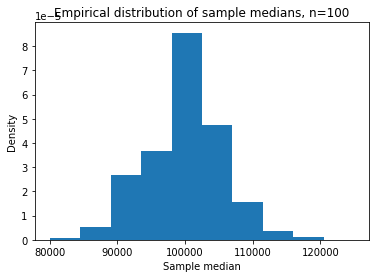 Empirical distribution of sample medians, n=100
1e−5
8
7
6
5
4
3
2
1
0
Density
80000 90000 100000 110000 120000
Sample median